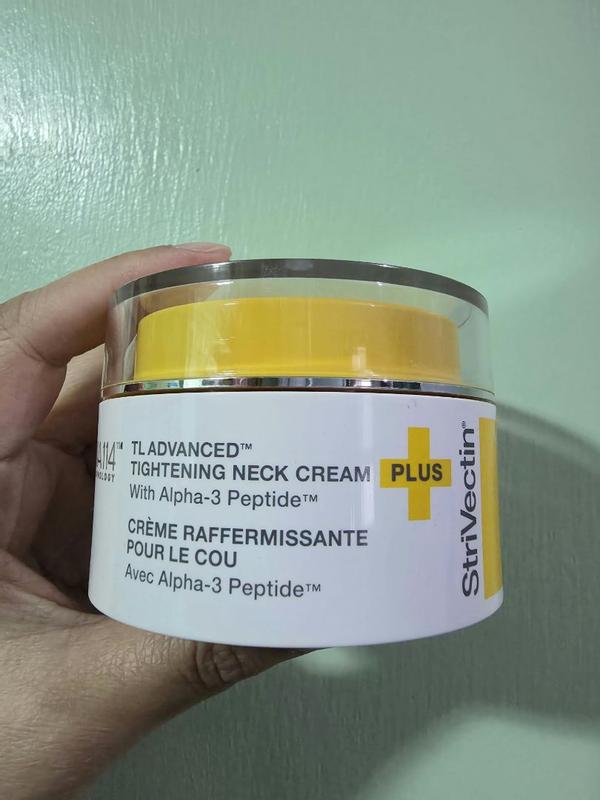 TL ADVANCED™
TIGHTENING NECK CREAM
With Alpha-3 Peptide™
CRÈME RAFFERMISSANTE
POUR LE COU
Avec Alpha-3 Peptide™
PLUS
StriVectin®